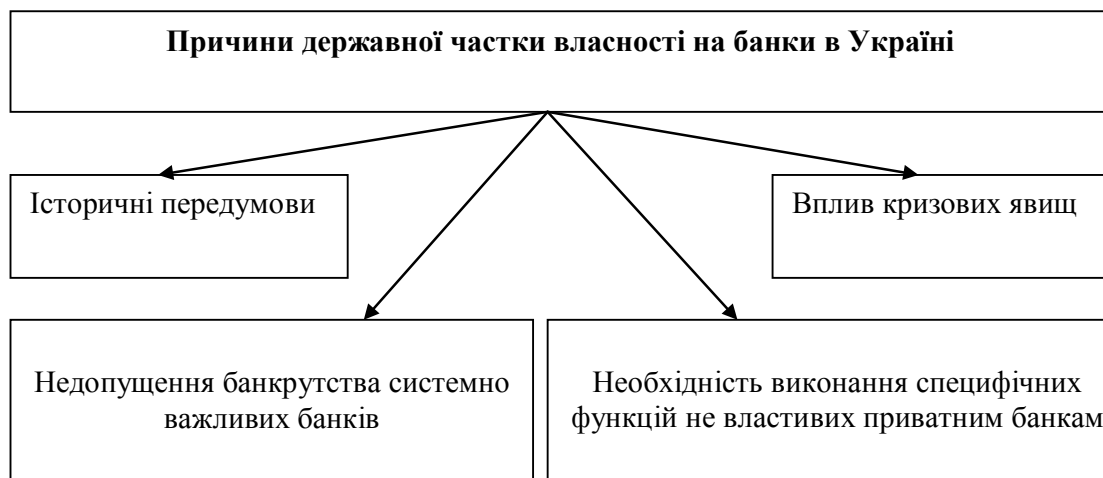 Причини державної частки власності на банки в Україні
Історичні передумови
Вплив кризових явищ
Недопущення банкрутства системно
важливих банків
Необхідність виконання специфічних
функцій не властивих приватним банкам